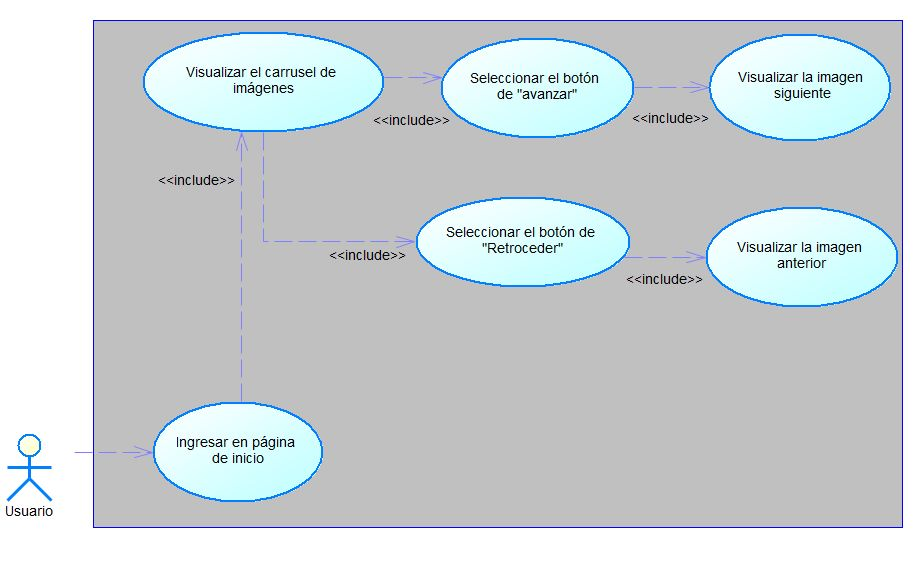 Visualizar el carrusel de
imágenes
Seleccionar el botón
de "avanzar"
Visualizar la imagen
siguiente
<<include>>
<<include>>
<<include>>
Seleccionar el botón de
"Retroceder"
Visualizar la imagen
anterior
<<include>>
<<include>>
Ingresar en página
de inicio
Usuario